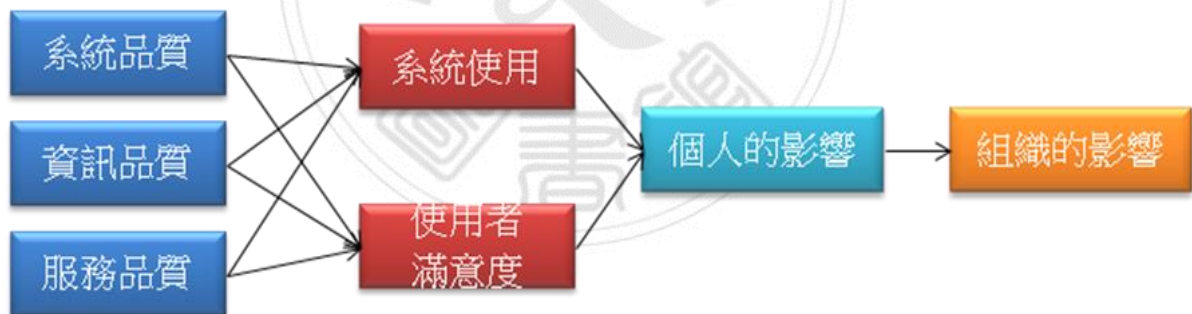 系統品質
資訊品質
服務品質
系統使用
使用者
滿意度
個人的影響
組織的影響